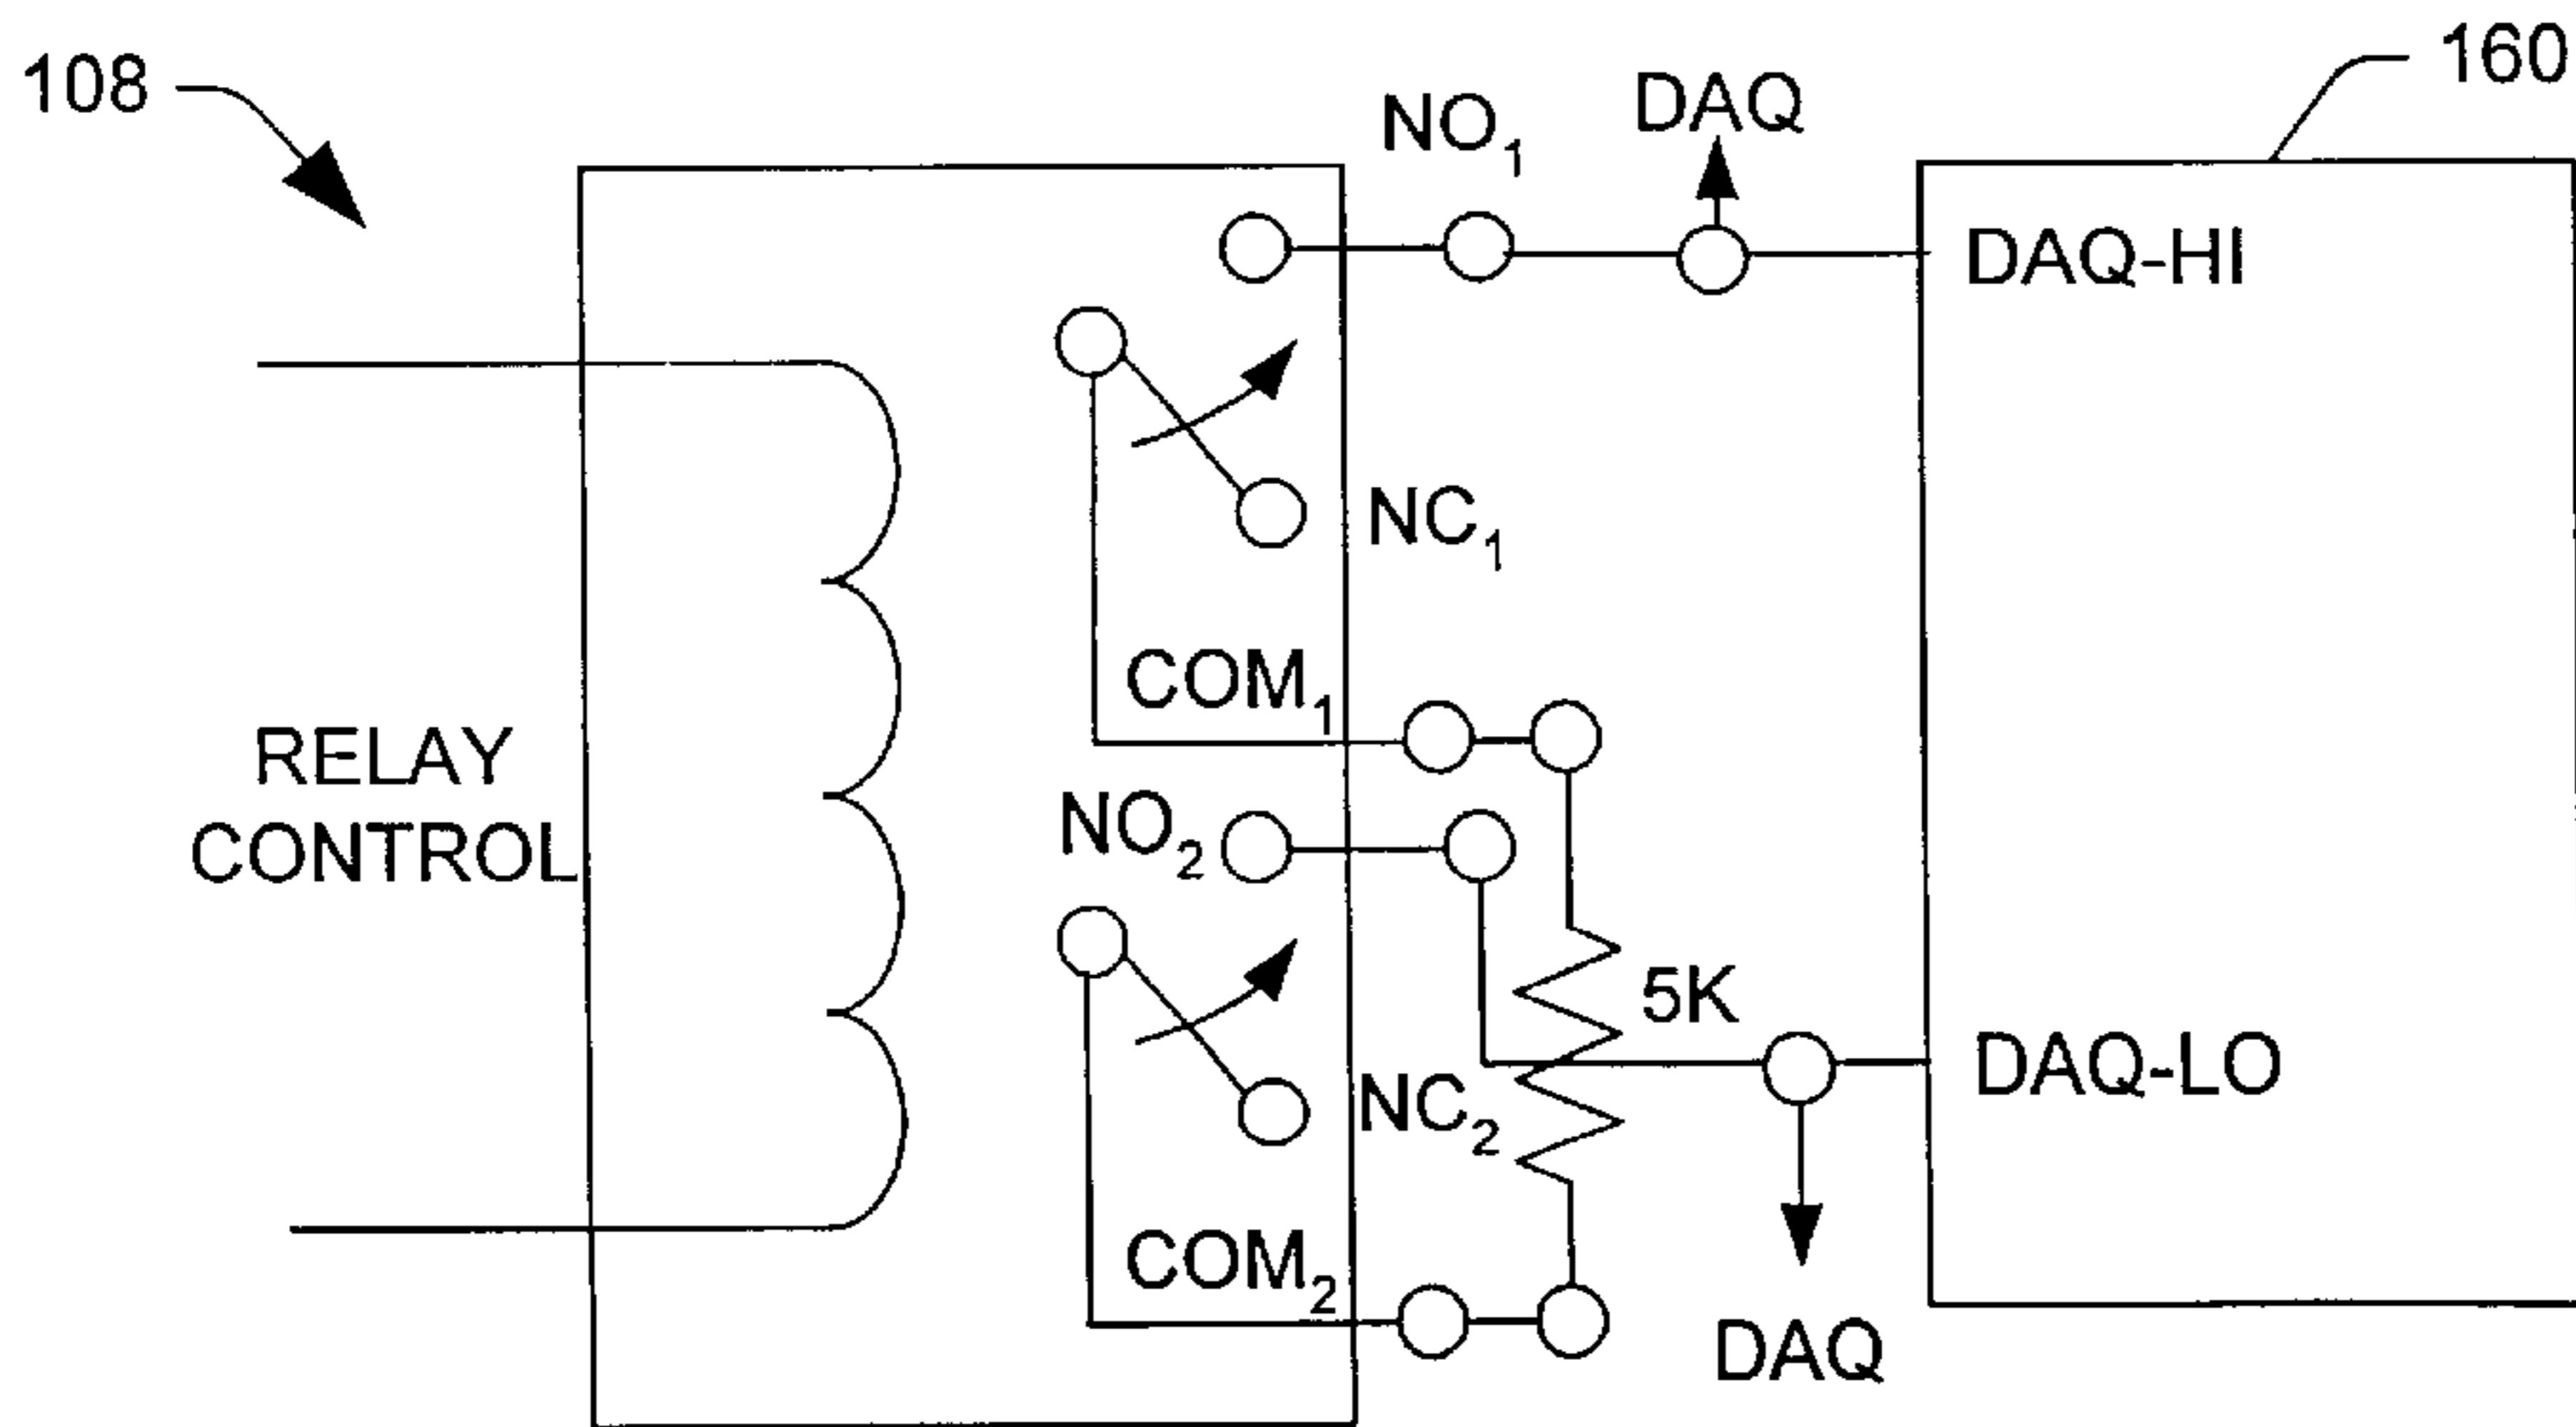 108
160
NO₁
DAQ
DAQ-HI
NC₁
COM₁
RELAY
CONTROL
NO₂
5K
DAQ-LO
NC₂
COM₂
DAQ